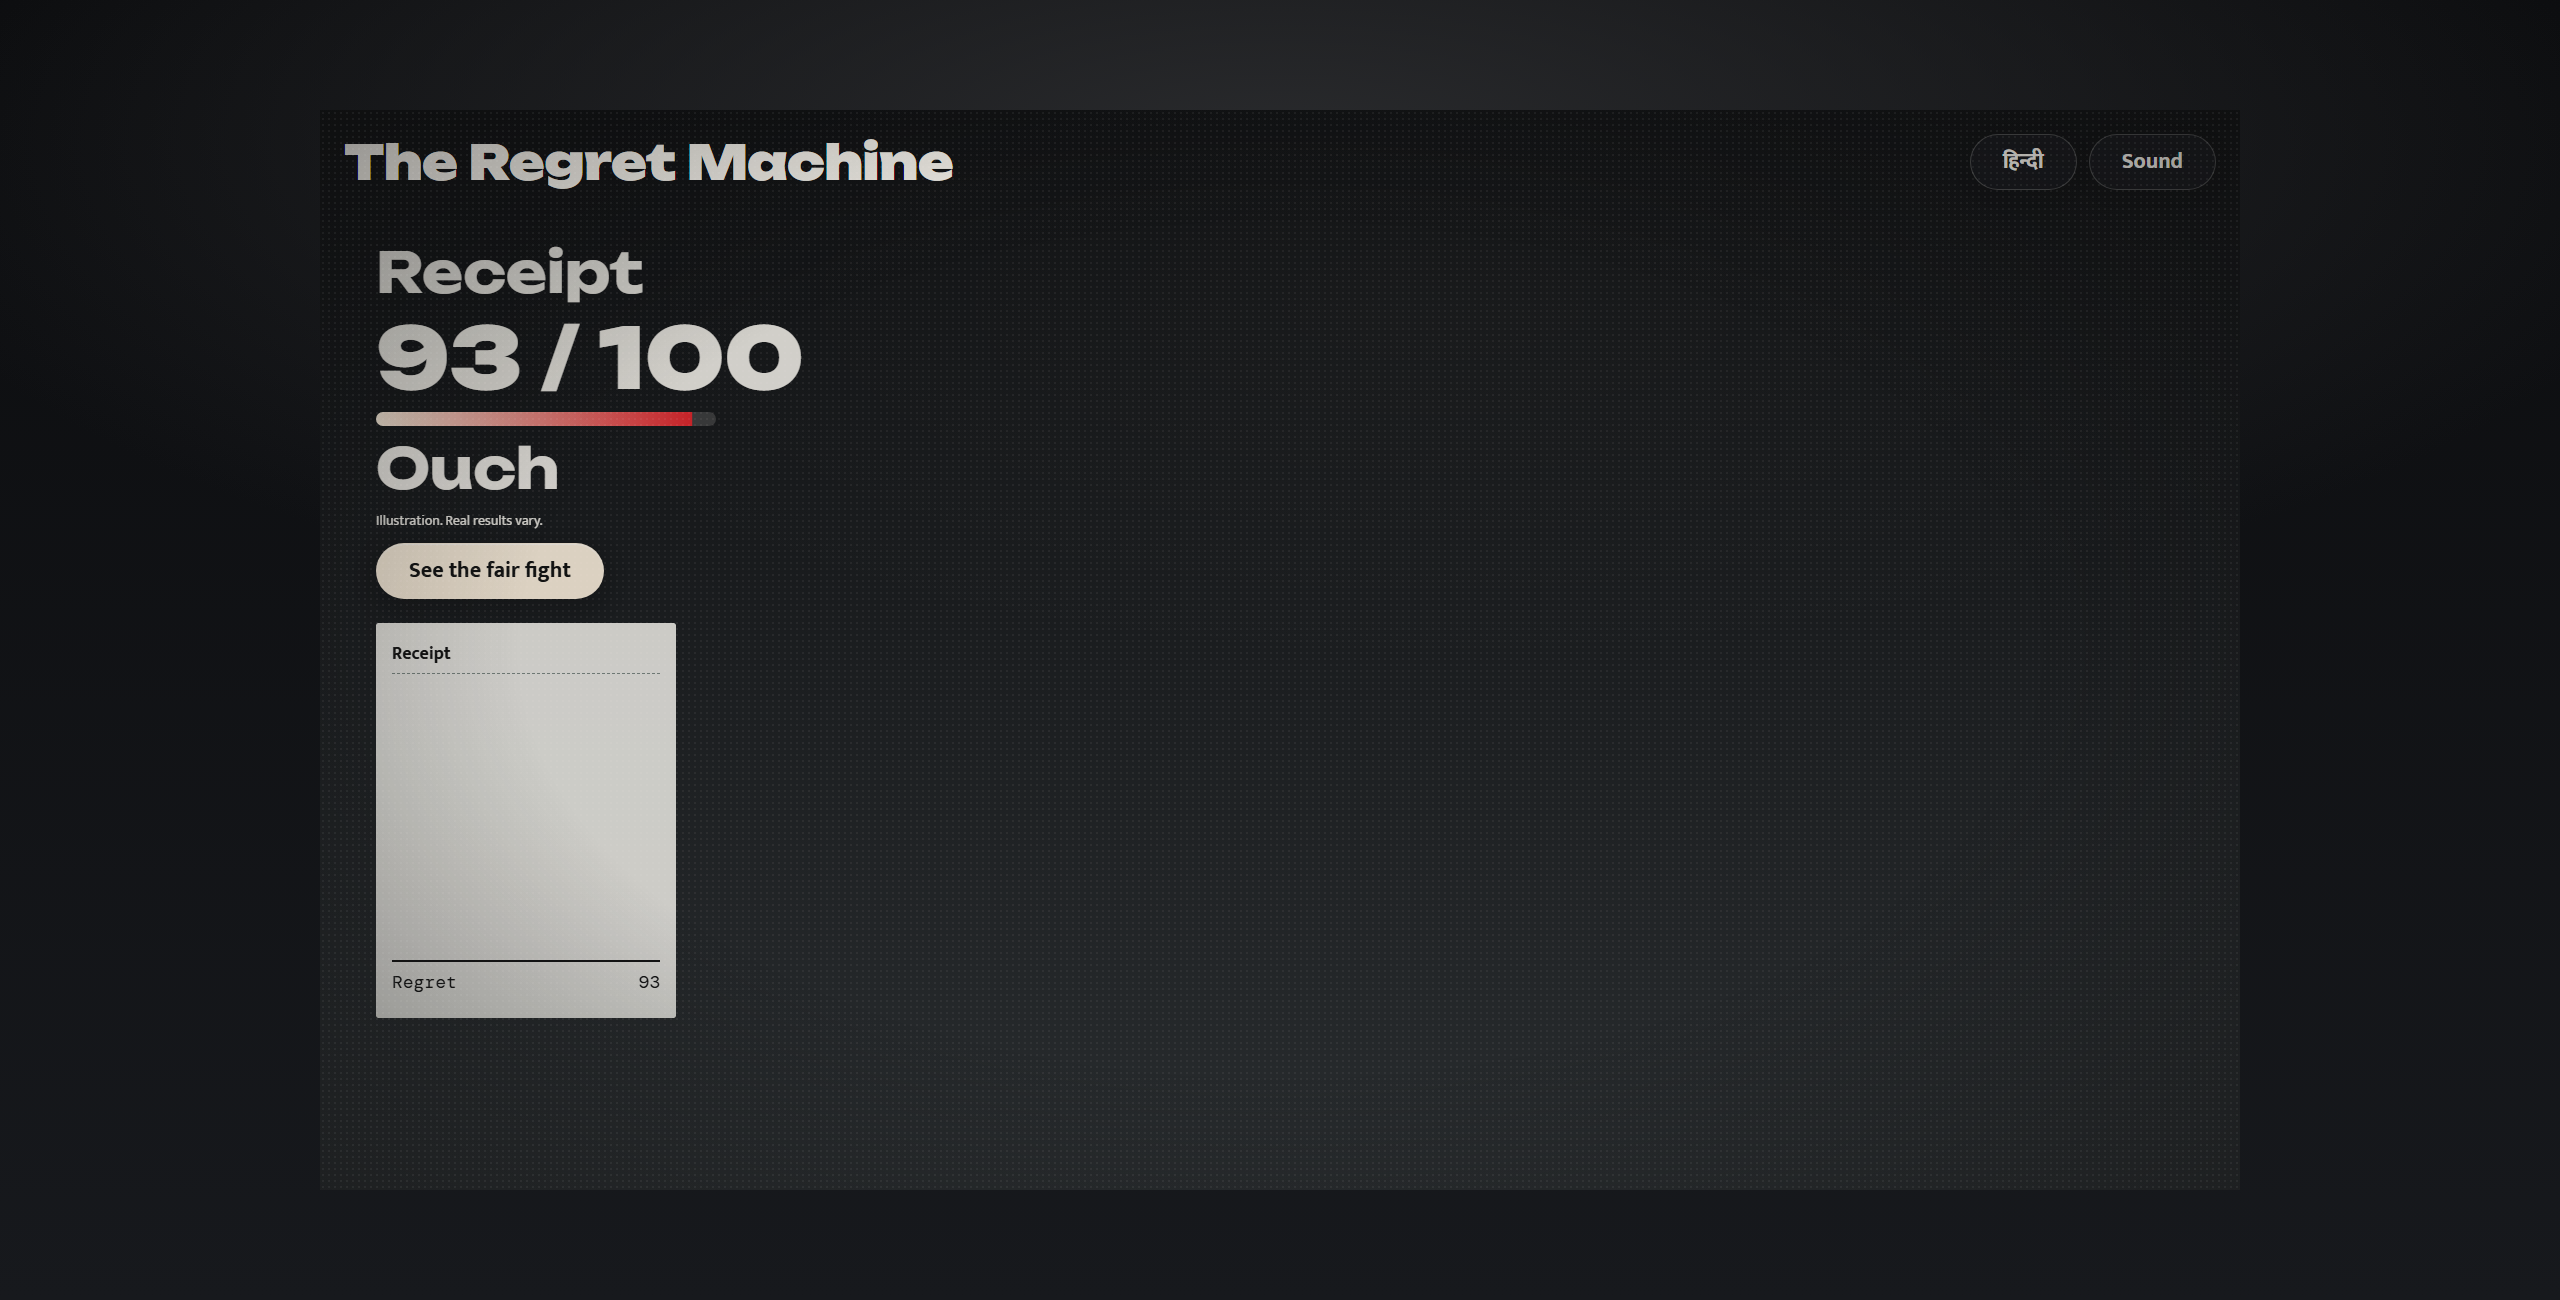 The Regret Machine
हिन्दी
Sound
Receipt
93 / 100
Ouch
Illustration. Real results vary.
See the fair fight
Receipt
Regret 93